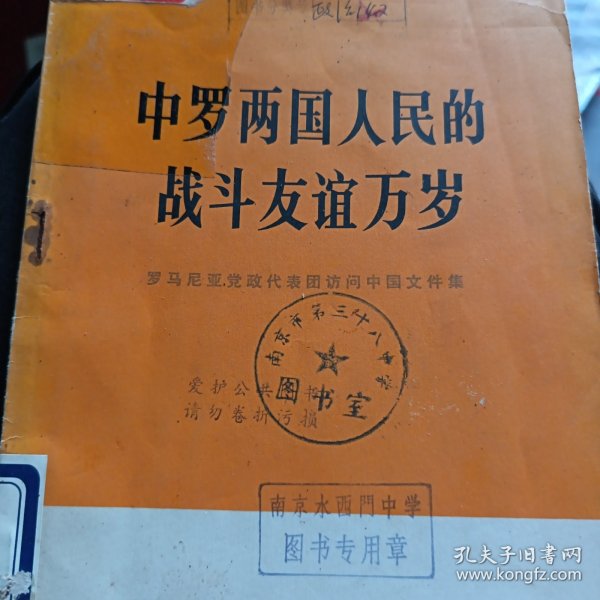 政1/2142
中罗两国人民的
战斗友谊万岁
罗马尼亚党政代表团访问中国文件集
南京市第三十八中学
图书室
爱护公共图书
请勿卷折污损
南京水西門中学
图书专用章
孔夫子旧书网
www.kongfz.com